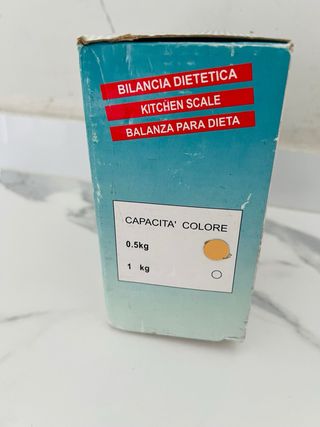 BILANCIA DIETETICA
KITCHEN SCALE
BALANZA PARA DIETA
CAPACITA' COLORE
0.5kg
1 kg